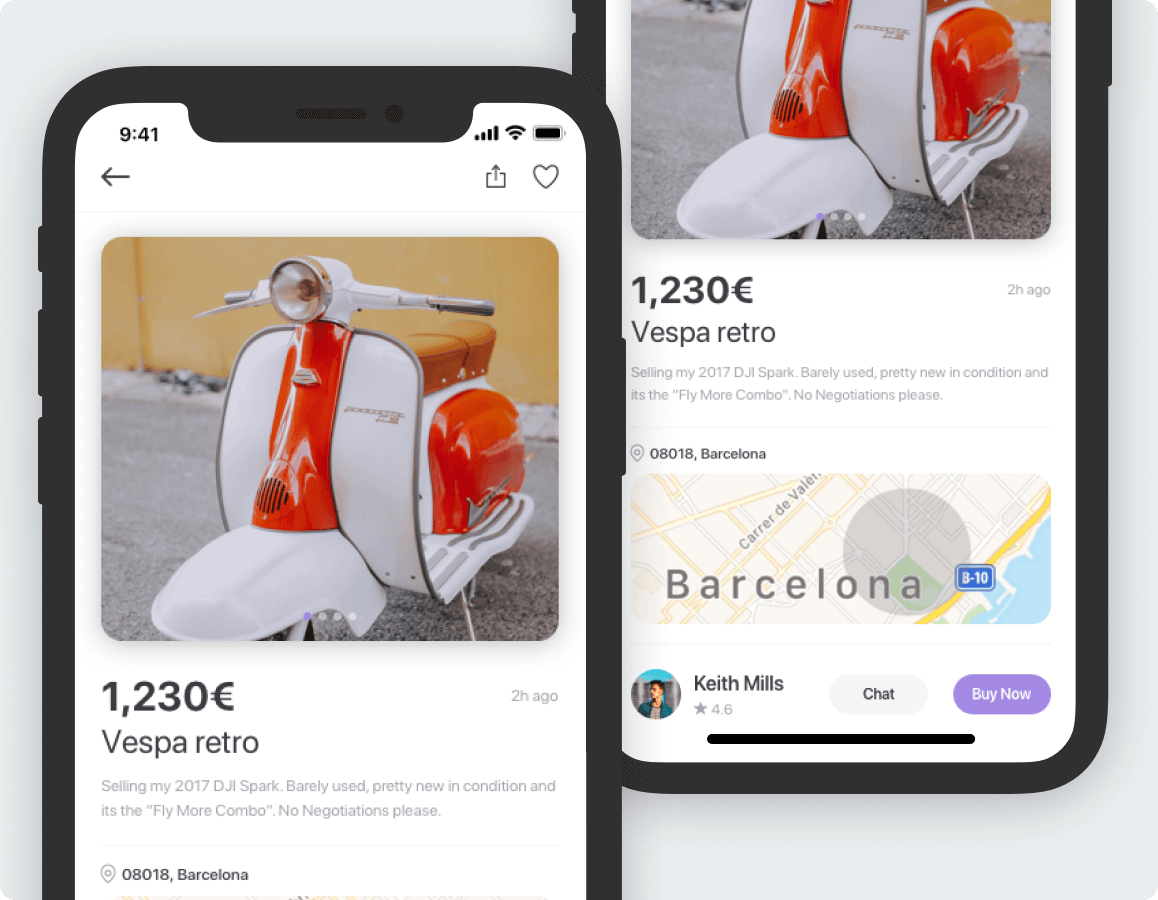 9:41
1,230€
2h ago
Vespa retro
Selling my 2017 DJI Spark. Barely used, pretty new in condition and
its the "Fly More Combo". No Negotiations please.
08018, Barcelona
1,230€
2h ago
Vespa retro
Selling my 2017 DJI Spark. Barely used, pretty new in condition and
its the "Fly More Combo". No Negotiations please.
08018, Barcelona
Carrer de Valèn
Barcelona
B-10
Keith Mills
4.6
Chat
Buy Now